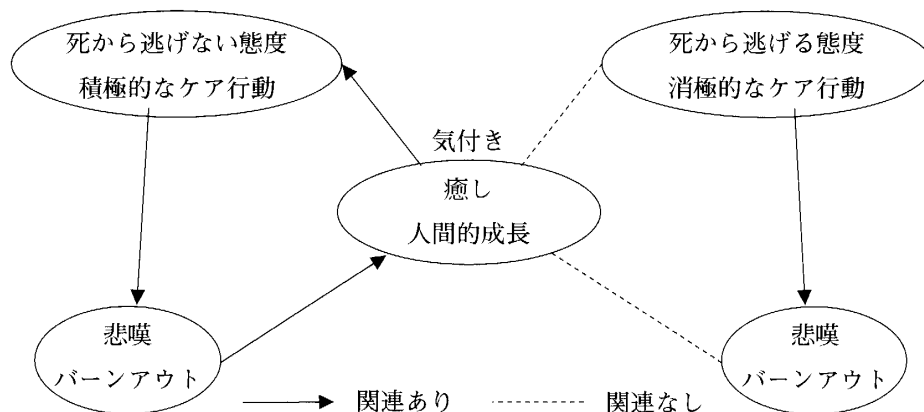 死から逃げない態度
積極的なケア行動
死から逃げる態度
消極的なケア行動
気付き
癒し
人間的成長
悲嘆
バーンアウト
悲嘆
バーンアウト
関連あり
関連なし